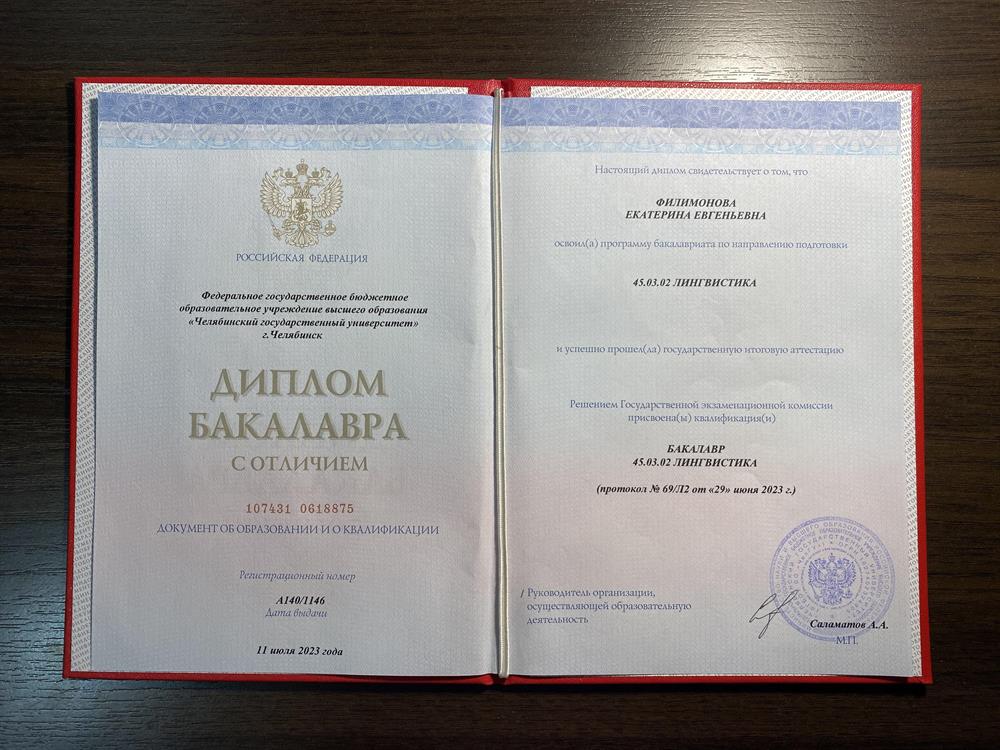 РОССИЙСКАЯ ФЕДЕРАЦИЯ
Федеральное государственное бюджетное
образовательное учреждение высшего образования
«Челябинский государственный университет»
г.Челябинск
ДИПЛОМ
БАКАЛАВРА
С ОТЛИЧИЕМ
107431 0618875
ДОКУМЕНТ ОБ ОБРАЗОВАНИИ И О КВАЛИФИКАЦИИ
Регистрационный номер
А140/1146
Дата выдачи
11 июля 2023 года
Настоящий диплом свидетельствует о том, что
ФИЛИМОНОВА
ЕКАТЕРИНА ЕВГЕНЬЕВНА
освоил(а) программу бакалавриата по направлению подготовки
45.03.02 ЛИНГВИСТИКА
и успешно прошел(ла) государственную итоговую аттестацию
Решением Государственной экзаменационной комиссии
присвоена(ы) квалификация(и)
БАКАЛАВР
45.03.02 ЛИНГВИСТИКА
(протокол № 69/Л2 от «29» июня 2023 г.)
/ Руководитель организации,
осуществляющей образовательную
деятельность
Саламатов А.А.
М.П.